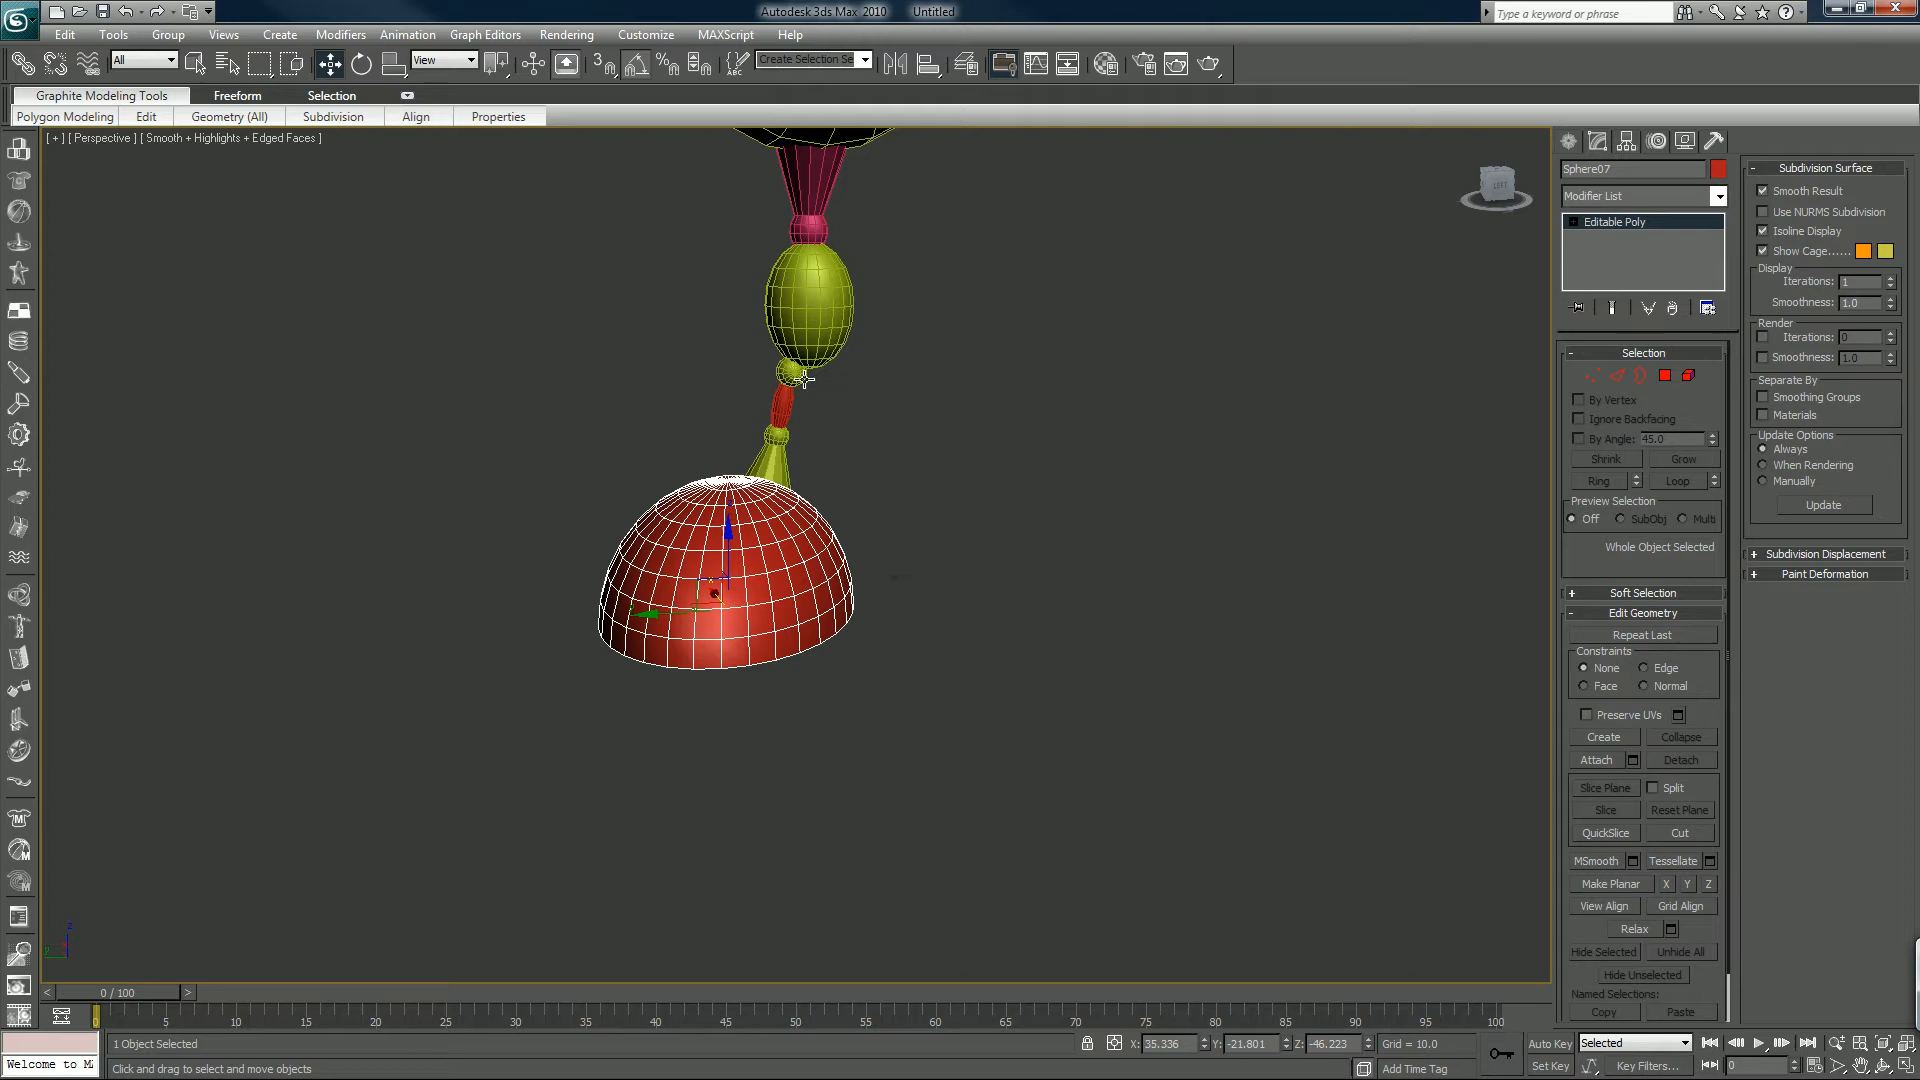 Autodesk 3ds Max 2010 Untitled
Type a keyword or phrase
Edit Tools Group Views Create Modifiers Animation Graph Editors Rendering Customize MAXScript Help
All
View
Create Selection Se
Graphite Modeling Tools Freeform Selection
Polygon Modeling Edit Geometry (All) Subdivision Align Properties
[ + ] [ Perspective ] [ Smooth + Highlights + Edged Faces ]
LEFT
Sphere07
Modifier List
Editable Poly
Selection
By Vertex
Ignore Backfacing
By Angle: 45.0
Shrink Grow
Ring Loop
Preview Selection
Off SubObj Multi
Whole Object Selected
Soft Selection
Edit Geometry
Repeat Last
Constraints
None Edge
Face Normal
Preserve UVs
Create Collapse
Attach Detach
Slice Plane Split
Slice Reset Plane
QuickSlice Cut
MSmooth Tessellate
Make Planar X Y Z
View Align Grid Align
Relax
Hide Selected Unhide All
Hide Unselected
Named Selections:
Copy Paste
Subdivision Surface
Smooth Result
Use NURMS Subdivision
Isoline Display
Show Cage......
Display
Iterations: 1
Smoothness: 1.0
Render
Iterations: 0
Smoothness: 1.0
Separate By
Smoothing Groups
Materials
Update Options
Always
When Rendering
Manually
Update
Subdivision Displacement
Paint Deformation
z
y
< 0 / 100 >
0 5 10 15 20 25 30 35 40 45 50 55 60 65 70 75 80 85 90 95 100
1 Object Selected
X: 35.336 Y: -21.801 Z: -46.223 Grid = 10.0
Auto Key Selected
Welcome to M
Click and drag to select and move objects
Add Time Tag
Set Key Key Filters... 0